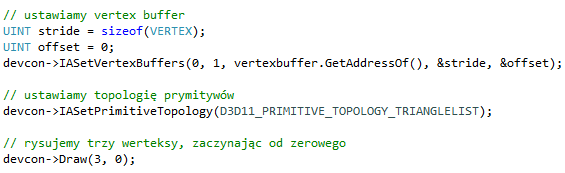 // ustawiamy vertex buffer
UINT stride = sizeof(VERTEX);
UINT offset = 0;
devcon->IASetVertexBuffers(0, 1, vertexbuffer.GetAddressOf(), &stride, &offset);
// ustawiamy topologię prymitywów
devcon->IASetPrimitiveTopology(D3D11_PRIMITIVE_TOPOLOGY_TRIANGLELIST);
// rysujemy trzy werteksy, zaczynając od zerowego
devcon->Draw(3, 0);